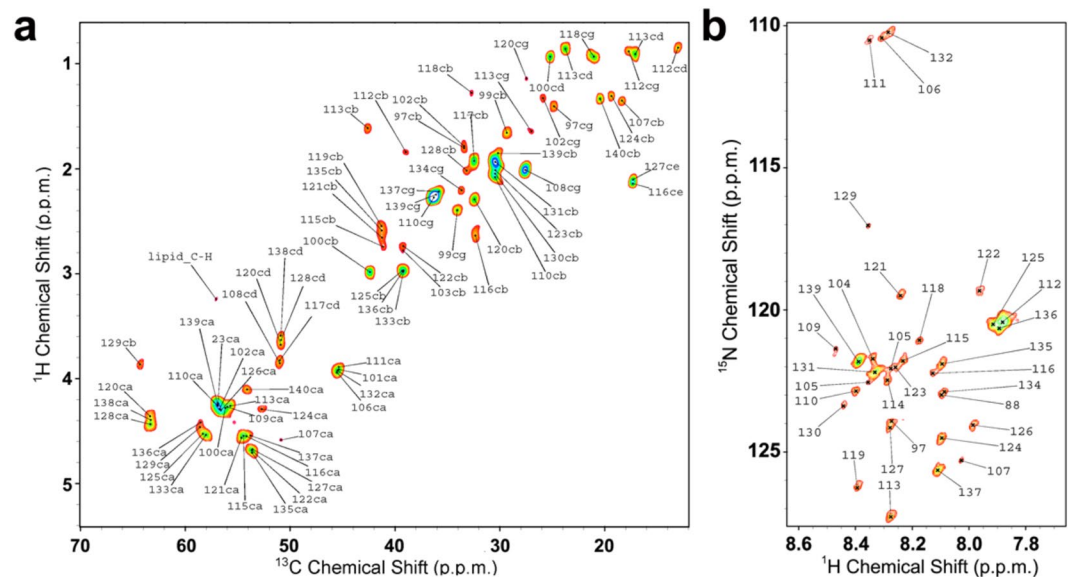 a
b
1
2
3
4
5
70
60
50
40
30
20
¹H Chemical Shift (p.p.m.)
¹³C Chemical Shift (p.p.m.)
120cg
118cg
113cd
118cb
113cg
112cd
100cd
113cd
112cg
112cb
102cb
99cb
113cb
97cb
117cb
97cg
107cb
102cg
124cb
140cb
119cb
128cb
139cb
135cb
134cg
127ce
121cb
137cg
108cg
116ce
139cg
131cb
110cg
115cb
123cb
138cd
99cg
120cb
130cb
100cb
122cb
116cb
110cb
lipid_C-H
120cd
128cd
103cb
125cb
136cb
108cd
117cd
133cb
139ca
23ca
129cb
102ca
111ca
110ca
126ca
101ca
120ca
140ca
132ca
138ca
113ca
106ca
128ca
109ca
124ca
136ca
107ca
129ca
100ca
137ca
125ca
116ca
133ca
121ca
127ca
115ca
122ca
135ca
110
115
120
125
8.6
8.4
8.2
8.0
7.8
¹⁵N Chemical Shift (p.p.m.)
¹H Chemical Shift (p.p.m.)
111
132
106
129
122
125
121
104
118
112
139
136
109
105
115
135
131
116
105
123
134
110
114
88
130
126
97
124
119
127
107
113
137